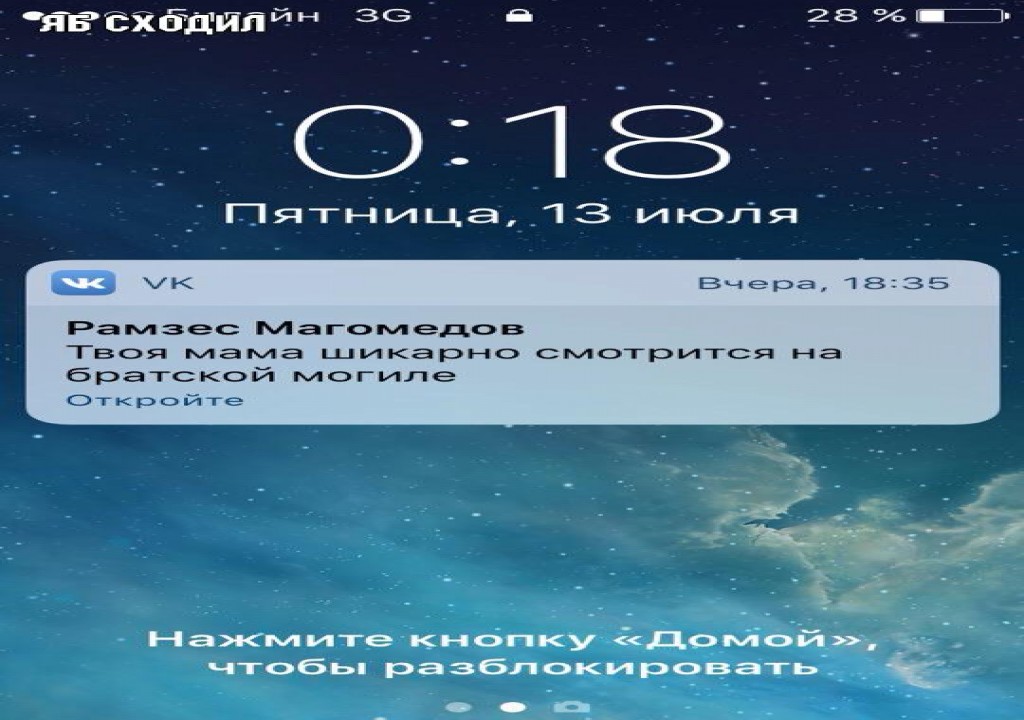 ЯБ СХОДИЛ
3G
28 %
0:18
Пятница, 13 июля
VK
Вчера, 18:35
Рамзес Магомедов
Твоя мама шикарно смотрится на
братской могиле
Откройте
Нажмите кнопку «Домой»,
чтобы разблокировать